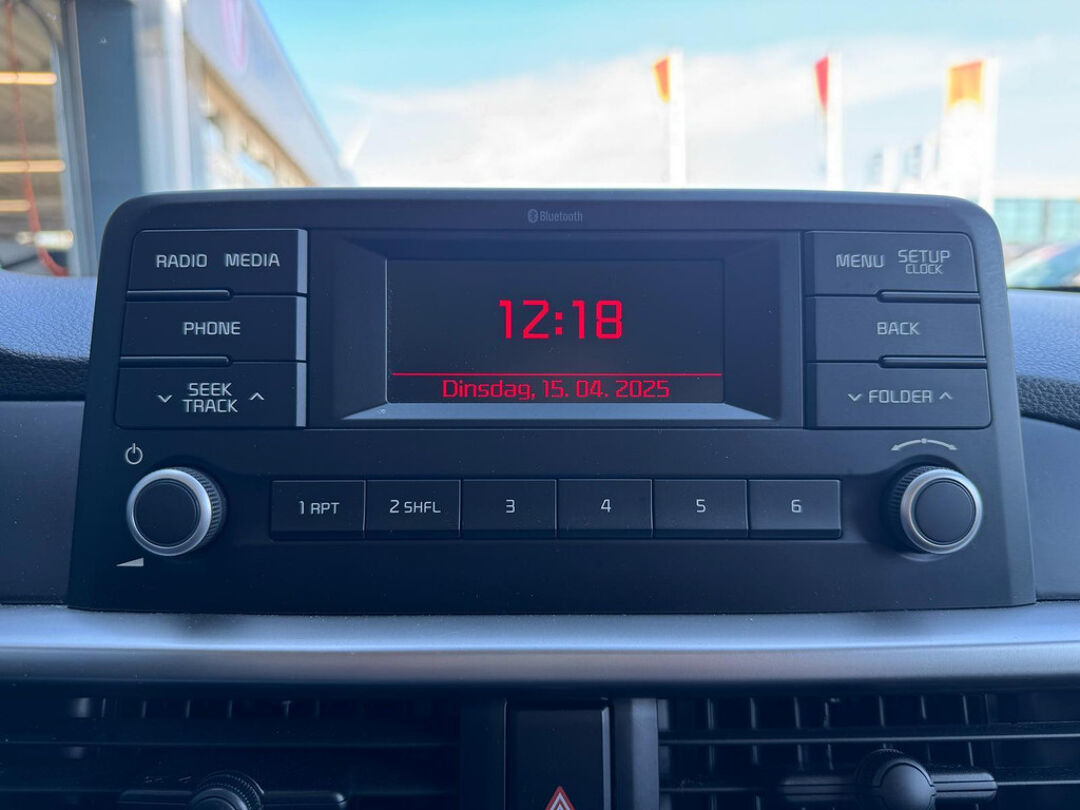 Bluetooth
RADIO MEDIA
MENU SETUP
CLOCK
12:18
PHONE
BACK
Dinsdag, 15. 04. 2025
SEEK
TRACK
FOLDER
1 RPT 2 SHFL 3 4 5 6